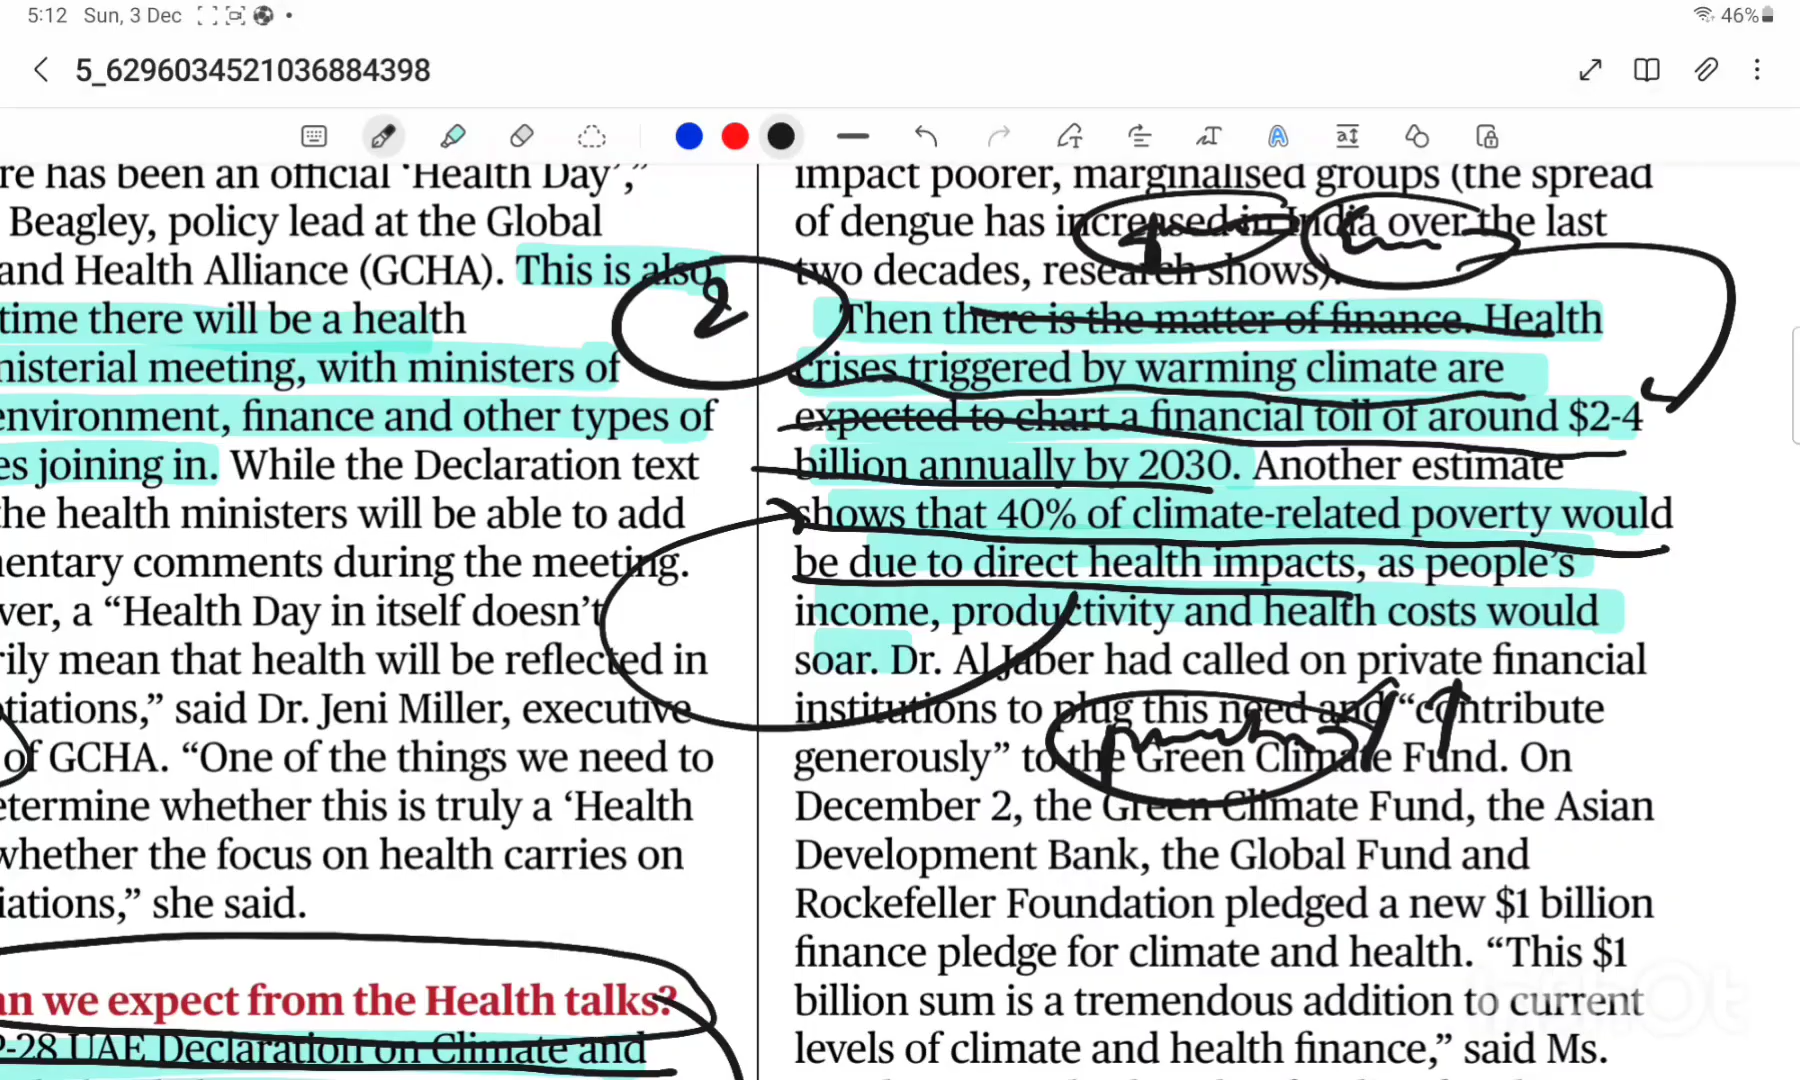 5:12 Sun, 3 Dec
46%
5_6296034521036884398
re has been an official ‘Health Day’,”
Beagley, policy lead at the Global
and Health Alliance (GCHA). This is also
time there will be a health
nisterial meeting, with ministers of
environment, finance and other types of
es joining in. While the Declaration text
the health ministers will be able to add
mentary comments during the meeting.
ver, a “Health Day in itself doesn’t
rily mean that health will be reflected in
tiations,” said Dr. Jeni Miller, executive
of GCHA. “One of the things we need to
etermine whether this is truly a ‘Health
whether the focus on health carries on
iations,” she said.
an we expect from the Health talks?
P-28 UAE Declaration on Climate and
2
impact poorer, marginalised groups (the spread
of dengue has increased in India over the last
two decades, research shows).
Then there is the matter of finance. Health
crises triggered by warming climate are
expected to chart a financial toll of around $2-4
billion annually by 2030. Another estimate
shows that 40% of climate-related poverty would
be due to direct health impacts, as people’s
income, productivity and health costs would
soar. Dr. Al Jaber had called on private financial
institutions to plug this need and “contribute
generously” to the Green Climate Fund. On
December 2, the Green Climate Fund, the Asian
Development Bank, the Global Fund and
Rockefeller Foundation pledged a new $1 billion
finance pledge for climate and health. “This $1
billion sum is a tremendous addition to current
levels of climate and health finance,” said Ms.
InShOt